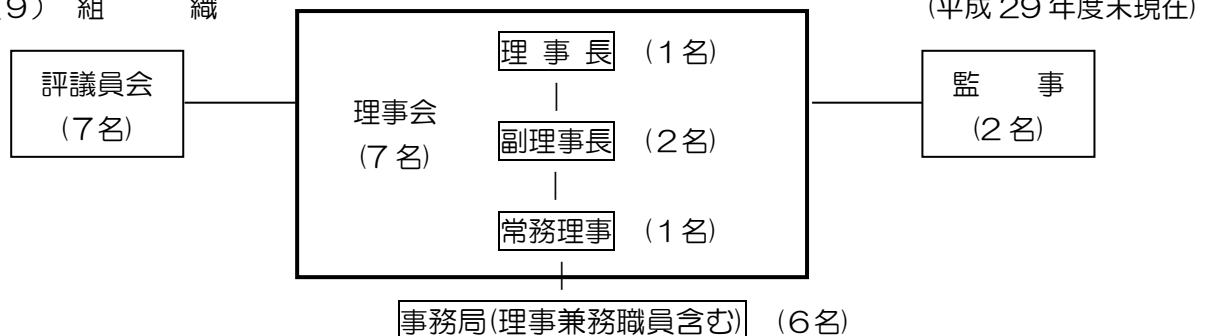 (9) 組 織
(平成29年度末現在)
理事長 (1名)
評議員会
(7名)
理事会
(7名)
副理事長 (2名)
常務理事 (1名)
監 事
(2名)
事務局(理事兼務職員含む) (6名)